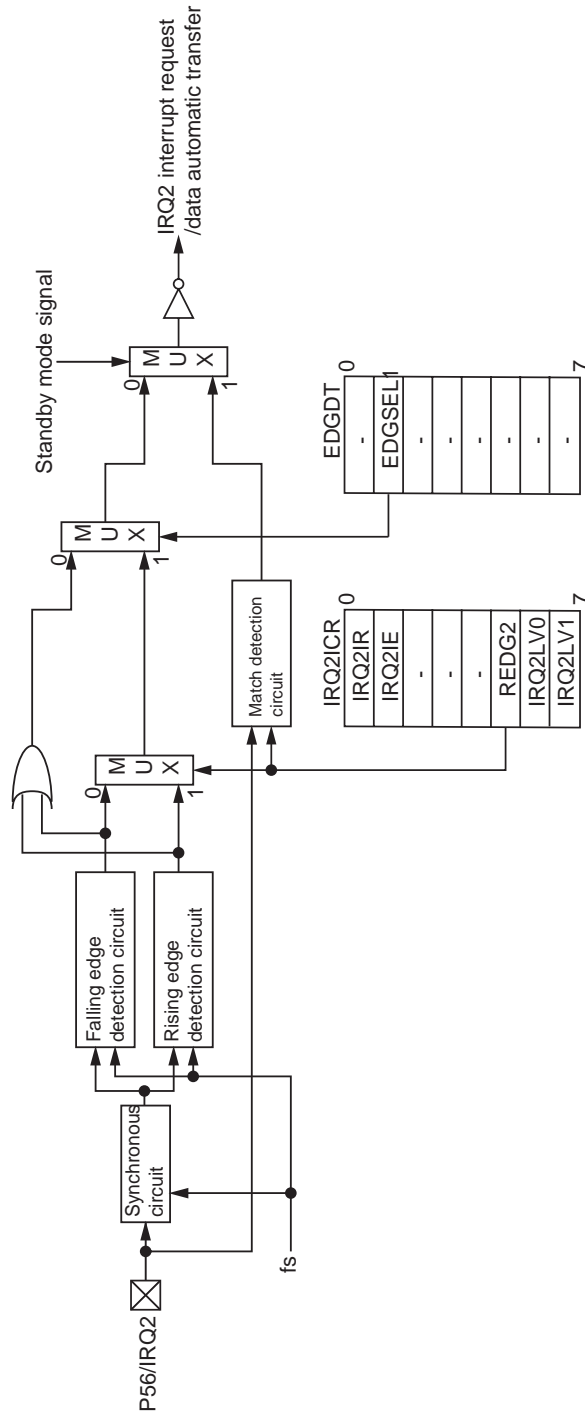 P56/IRQ2
fs
Synchronous
circuit
Falling edge
detection circuit
Rising edge
detection circuit
0
M
U
X
1
Match detection
circuit
0
M
U
X
1
Standby mode signal
0
M
U
X
1
IRQ2 interrupt request
/data automatic transfer
IRQ2ICR
0
IRQ2IR
IRQ2IE
-
-
-
REDG2
IRQ2LV0
IRQ2LV1
7
EDGDT
0
-
EDGSEL1
-
-
-
-
-
-
7